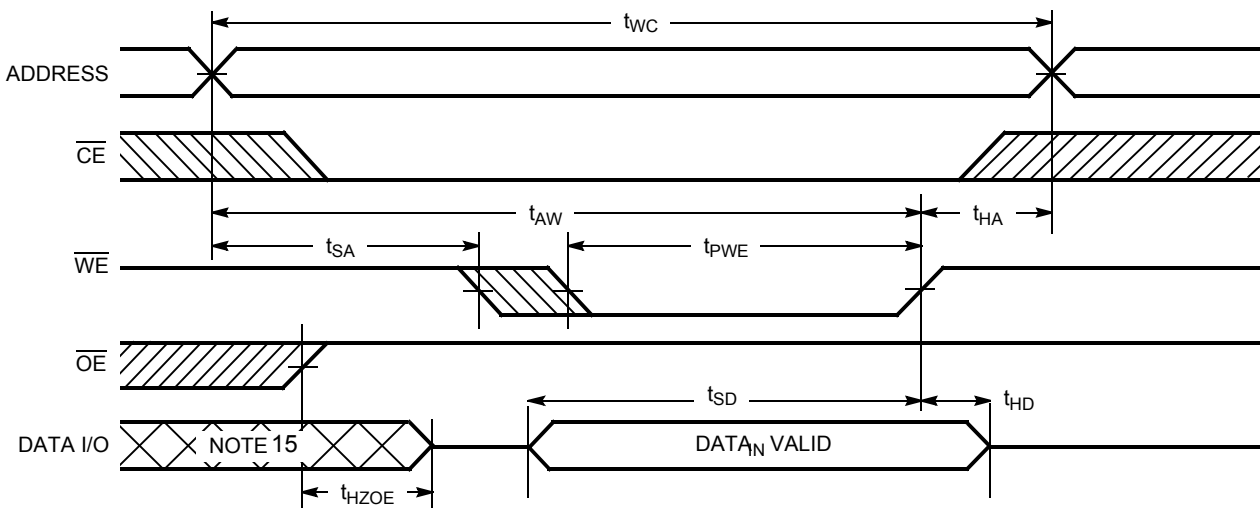 tWC
ADDRESS
CE
tAW
tHA
tSA
tPWE
WE
OE
tSD
tHD
DATA I/O
NOTE 15
DATAIN VALID
tHZOE